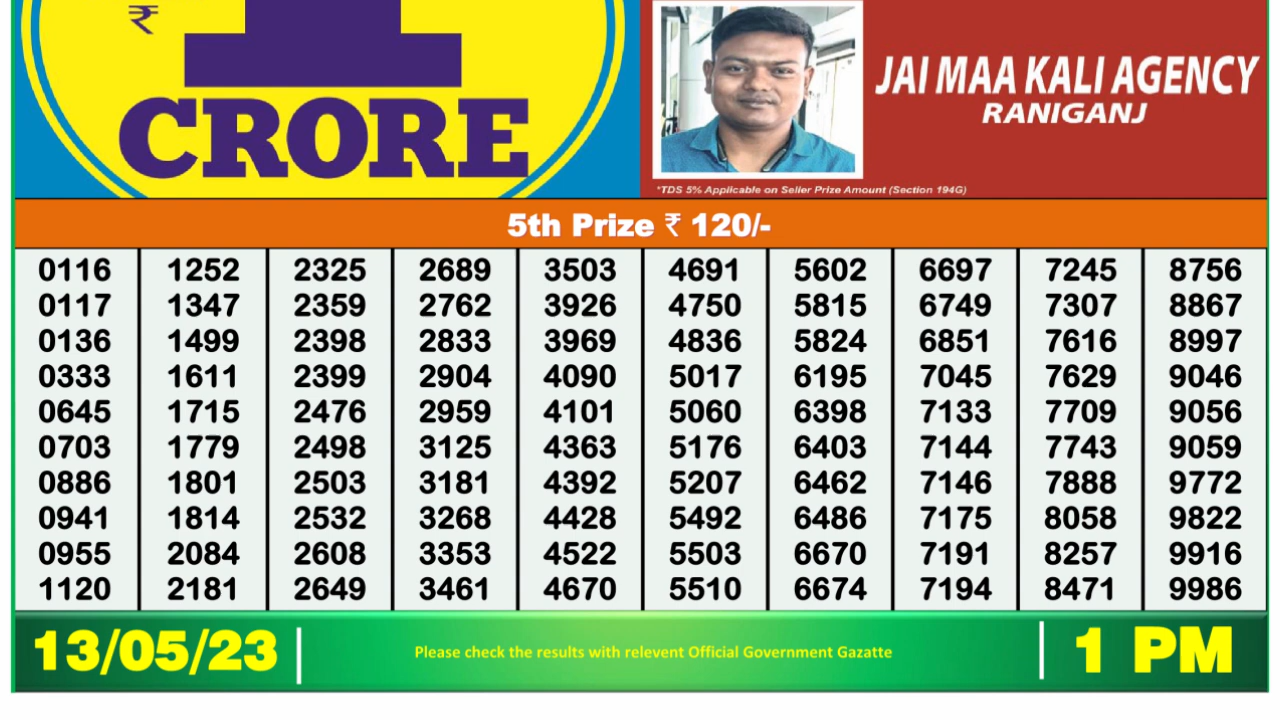 ₹
1
CRORE
JAI MAA KALI AGENCY
RANIGANJ
*TDS 5% Applicable on Seller Prize Amount (Section 194G)
5th Prize ₹ 120/-
0116 1252 2325 2689 3503 4691 5602 6697 7245 8756
0117 1347 2359 2762 3926 4750 5815 6749 7307 8867
0136 1499 2398 2833 3969 4836 5824 6851 7616 8997
0333 1611 2399 2904 4090 5017 6195 7045 7629 9046
0645 1715 2476 2959 4101 5060 6398 7133 7709 9056
0703 1779 2498 3125 4363 5176 6403 7144 7743 9059
0886 1801 2503 3181 4392 5207 6462 7146 7888 9772
0941 1814 2532 3268 4428 5492 6486 7175 8058 9822
0955 2084 2608 3353 4522 5503 6670 7191 8257 9916
1120 2181 2649 3461 4670 5510 6674 7194 8471 9986
13/05/23 Please check the results with relevent Official Government Gazatte 1 PM